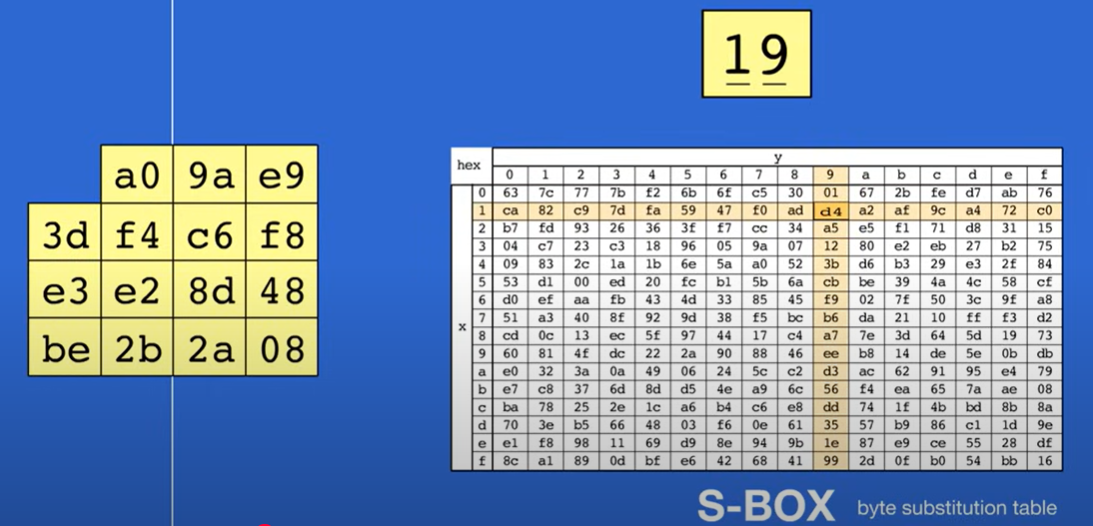 19
a0 9a e9
3d f4 c6 f8
e3 e2 8d 48
be 2b 2a 08
hex
y
0 1 2 3 4 5 6 7 8 9 a b c d e f
x
0 63 7c 77 7b f2 6b 6f c5 30 01 67 2b fe d7 ab 76
1 ca 82 c9 7d fa 59 47 f0 ad d4 a2 af 9c a4 72 c0
2 b7 fd 93 26 36 3f f7 cc 34 a5 e5 f1 71 d8 31 15
3 04 c7 23 c3 18 96 05 9a 07 12 80 e2 eb 27 b2 75
4 09 83 2c 1a 1b 6e 5a a0 52 3b d6 b3 29 e3 2f 84
5 53 d1 00 ed 20 fc b1 5b 6a cb be 39 4a 4c 58 cf
6 d0 ef aa fb 43 4d 33 85 45 f9 02 7f 50 3c 9f a8
7 51 a3 40 8f 92 9d 38 f5 bc b6 da 21 10 ff f3 d2
8 cd 0c 13 ec 5f 97 44 17 c4 a7 7e 3d 64 5d 19 73
9 60 81 4f dc 22 2a 90 88 46 ee b8 14 de 5e 0b db
a e0 32 3a 0a 49 06 24 5c c2 d3 ac 62 91 95 e4 79
b e7 c8 37 6d 8d d5 4e a9 6c 56 f4 ea 65 7a ae 08
c ba 78 25 2e 1c a6 b4 c6 e8 dd 74 1f 4b bd 8b 8a
d 70 3e b5 66 48 03 f6 0e 61 35 57 b9 86 c1 1d 9e
e e1 f8 98 11 69 d9 8e 94 9b 1e 87 e9 ce 55 28 df
f 8c a1 89 0d bf e6 42 68 41 99 2d 0f b0 54 bb 16
S-BOX byte substitution table